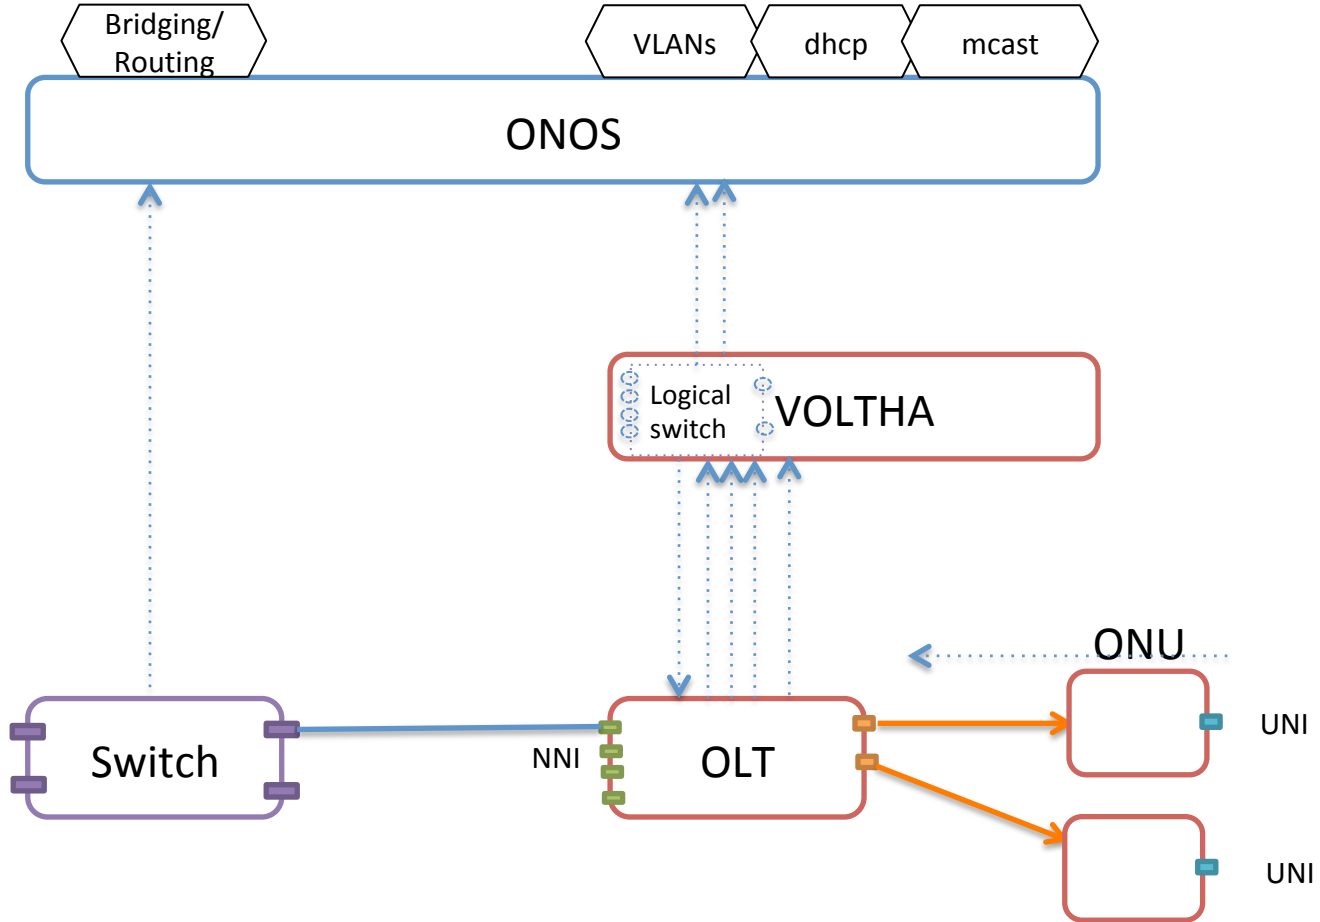 Bridging/
Routing
VLANs
dhcp
mcast
ONOS
Logical
switch
VOLTHA
ONU
Switch
NNI
OLT
UNI
UNI